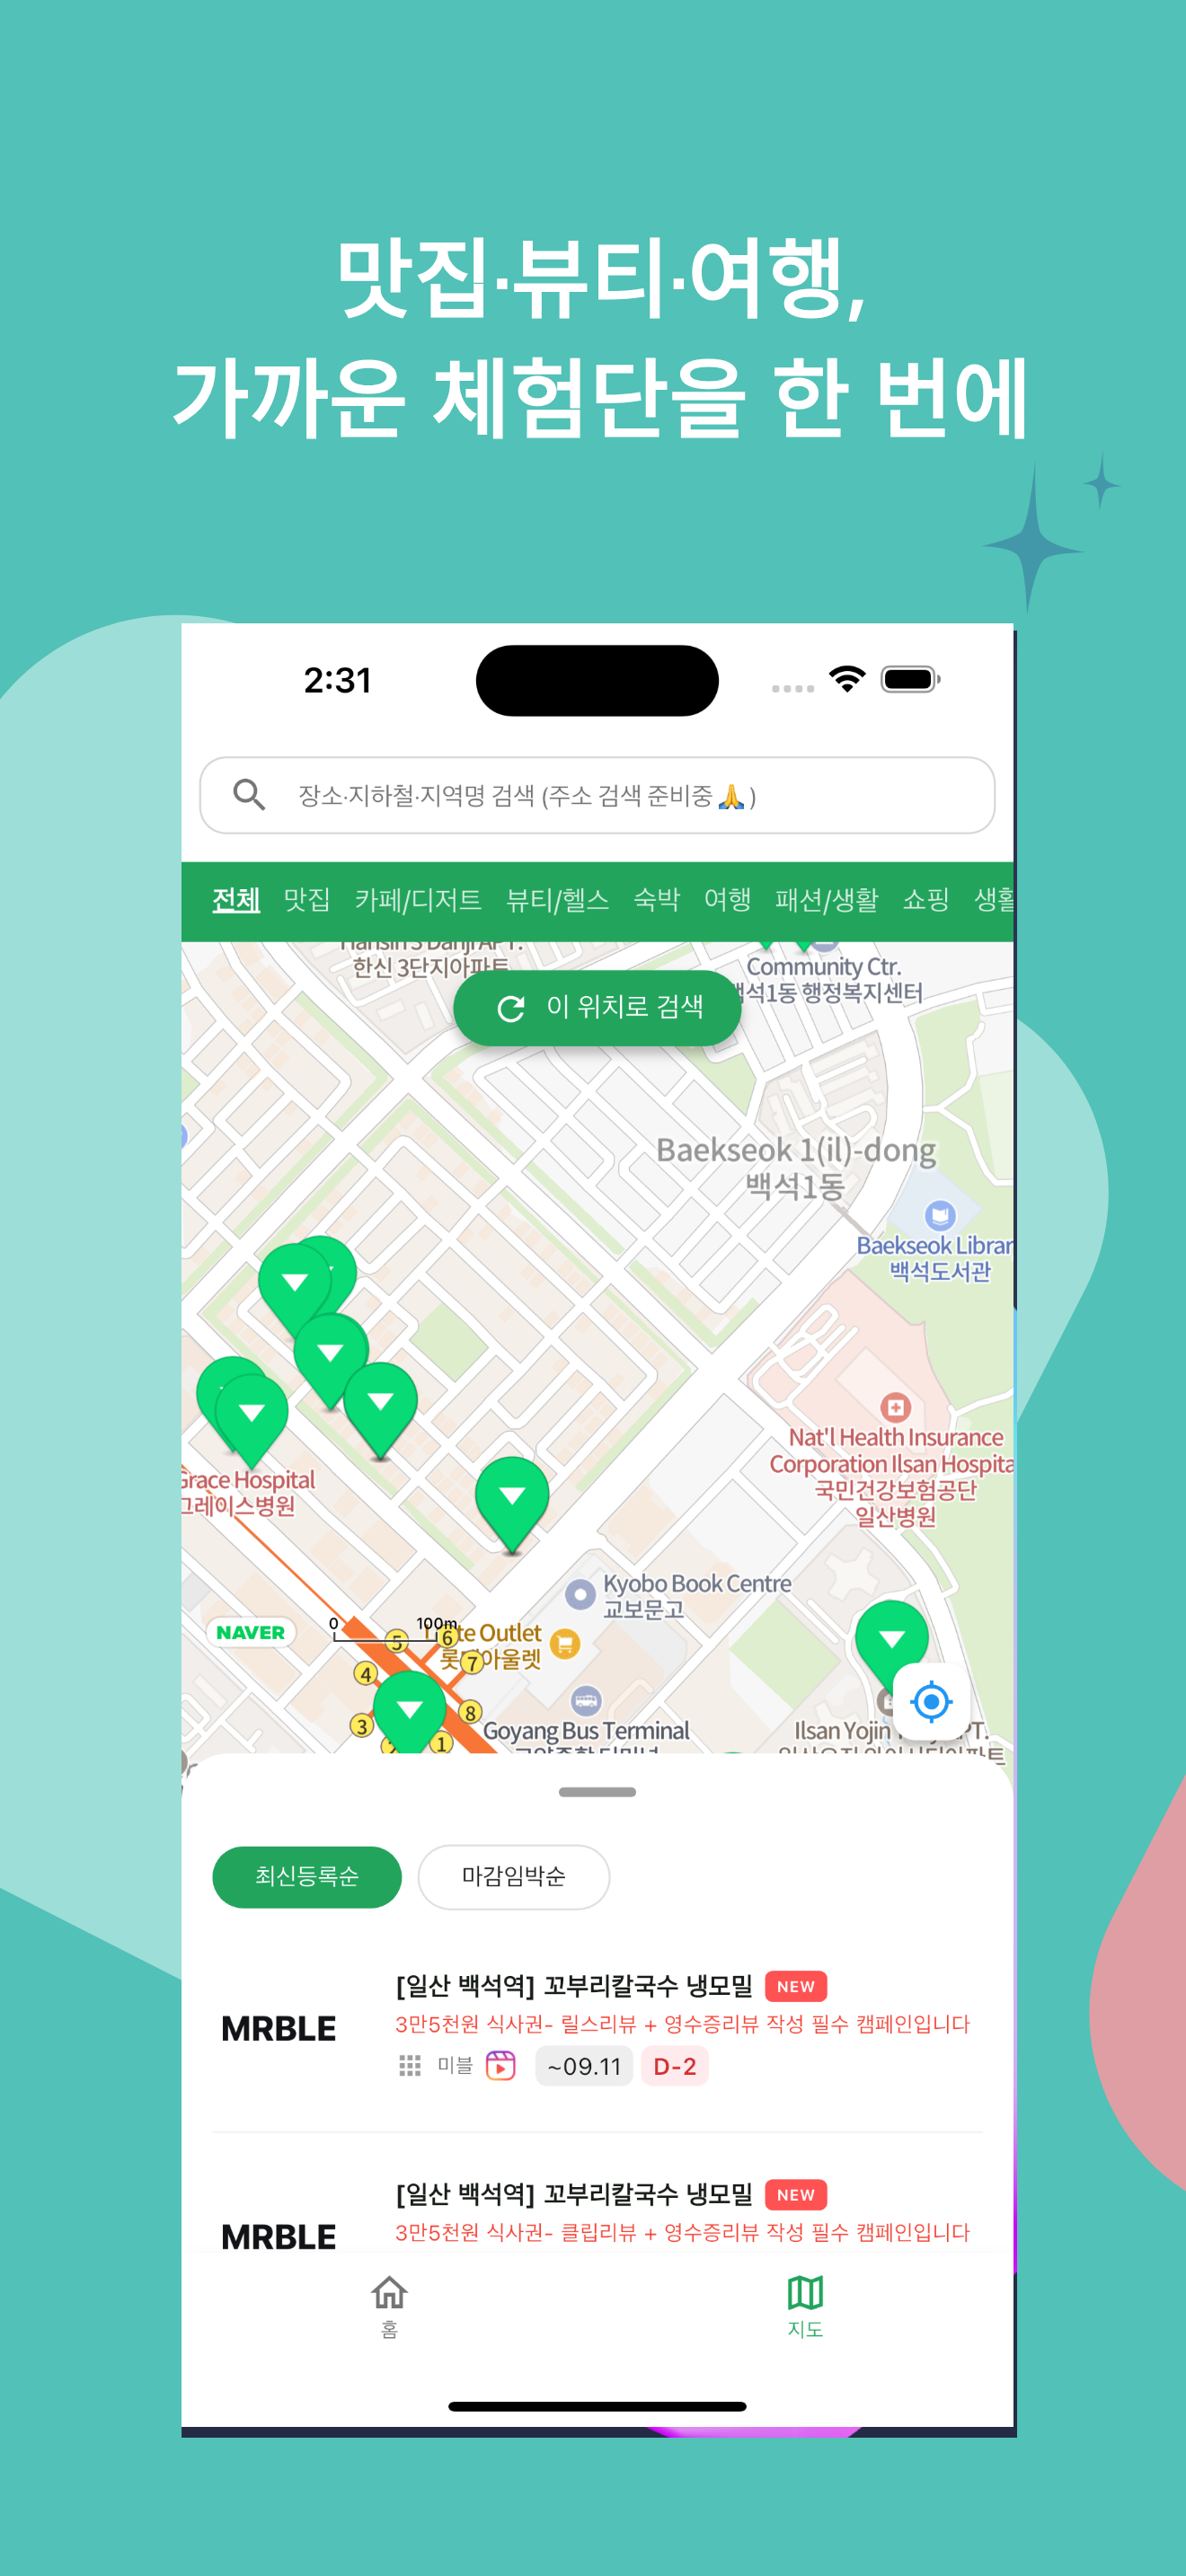 맛집·뷰티·여행,
가까운 체험단을 한 번에
2:31
장소·지하철·지역명 검색 (주소 검색 준비중🙏)
전체 맛집 카페/디저트 뷰티/헬스 숙박 여행 패션/생활 쇼핑 생활
한신 3단지아파트
Community Ctr.
백석1동 행정복지센터
이 위치로 검색
Baekseok 1(il)-dong
백석1동
Baekseok Librar
백석도서관
Nat'l Health Insurance
Corporation Ilsan Hospita
국민건강보험공단
일산병원
Grace Hospital
그레이스병원
Kyobo Book Centre
교보문고
NAVER
0 100m
Outlet
5 6
4 7
3 8
1
Goyang Bus Terminal
Ilsan Yojin APT.
최신등록순 마감임박순
MRBLE
[일산 백석역] 꼬부리칼국수 냉모밀 NEW
3만5천원 식사권- 릴스리뷰 + 영수증리뷰 작성 필수 캠페인입니다
미블 ~09.11 D-2
MRBLE
[일산 백석역] 꼬부리칼국수 냉모밀 NEW
3만5천원 식사권- 클립리뷰 + 영수증리뷰 작성 필수 캠페인입니다
홈 지도